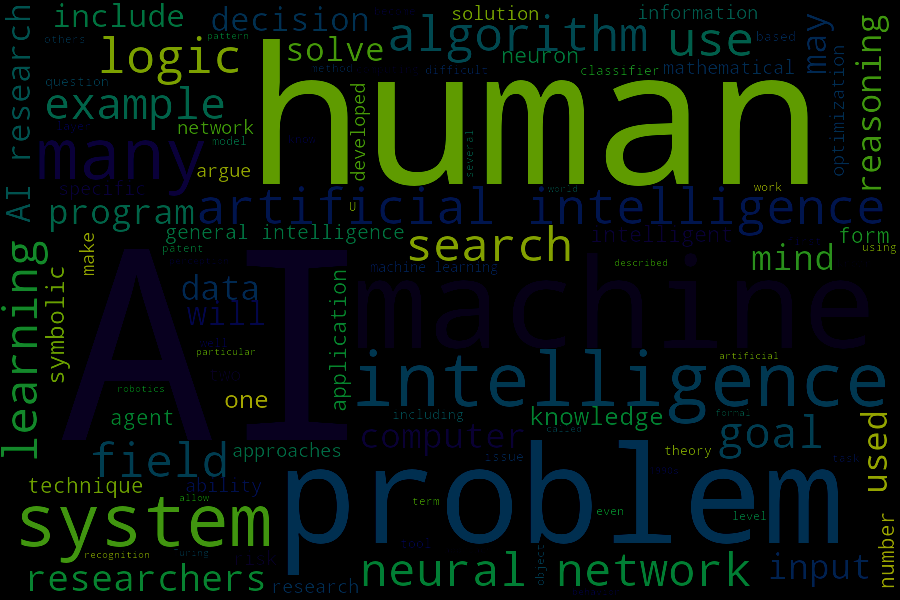 include
decision
solution
information
others
pattern
algorithm
use
based
may
reasoning
AI research
logic
solve
neuron
method
difficult
classifier
mathematical
question
human
example
developed
optimization
network
model
several
many
argue
specific
world
work
program
artificial intelligence
U
general intelligence
search
intelligent
form
using
make
patent
mind
learning
symbolic
machine learning
described
data
will
AI
machine
application
particular
artificial
intelligence
robotics
one
agent
including
knowledge
formal
goal
used
computer
called
field
approaches
issue
theory
task
technique
ability
problem
system
allow
term
even
level
number
recognition
Turing
object
researchers
research
neural network
input